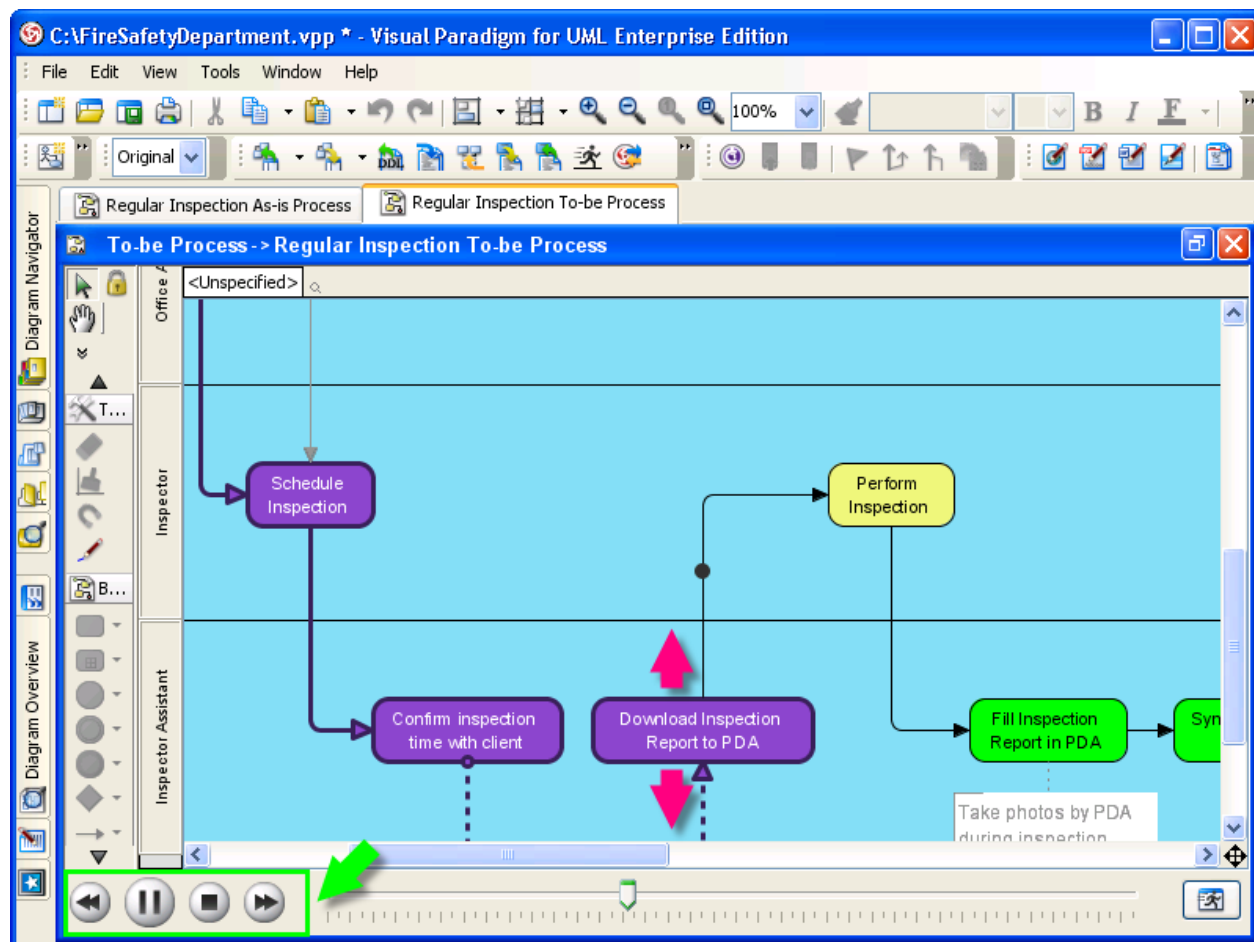 C:\FireSafetyDepartment.vpp * - Visual Paradigm for UML Enterprise Edition
File Edit View Tools Window Help
100% B I F
Original DDL
Diagram Navigator
Regular Inspection As-is Process Regular Inspection To-be Process
To-be Process->Regular Inspection To-be Process
<Unspecified>
Office A
T...
Inspector
Schedule
Inspection
Perform
Inspection
B...
Diagram Overview
Inspector Assistant
Confirm inspection
time with client
Download Inspection
Report to PDA
Fill Inspection
Report in PDA
Syn
Take photos by PDA
during inspection